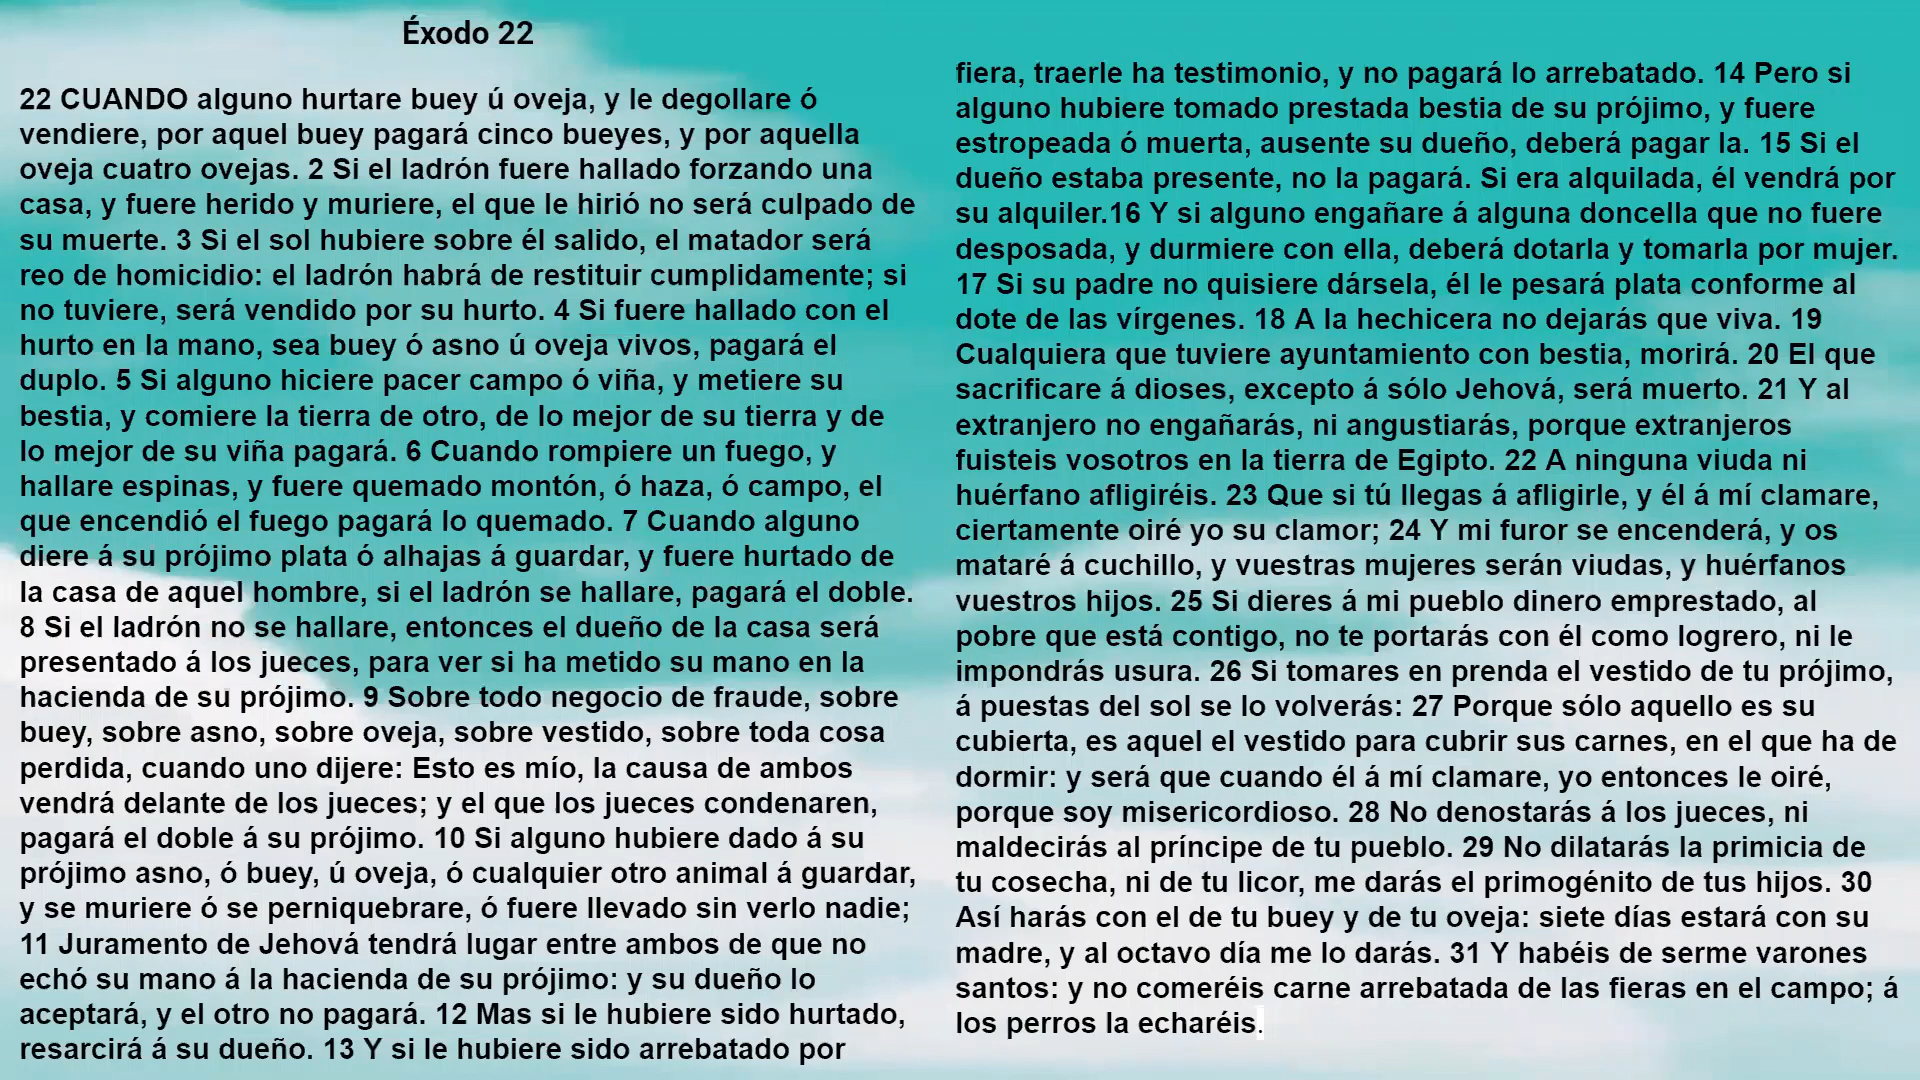 Éxodo 22
22 CUANDO alguno hurtare buey ú oveja, y le degollare ó
vendiere, por aquel buey pagará cinco bueyes, y por aquella
oveja cuatro ovejas. 2 Si el ladrón fuere hallado forzando una
casa, y fuere herido y muriere, el que le hirió no será culpado de
su muerte. 3 Si el sol hubiere sobre él salido, el matador será
reo de homicidio: el ladrón habrá de restituir cumplidamente; si
no tuviere, será vendido por su hurto. 4 Si fuere hallado con el
hurto en la mano, sea buey ó asno ú oveja vivos, pagará el
duplo. 5 Si alguno hiciere pacer campo ó viña, y metiere su
bestia, y comiere la tierra de otro, de lo mejor de su tierra y de
lo mejor de su viña pagará. 6 Cuando rompiere un fuego, y
hallare espinas, y fuere quemado montón, ó haza, ó campo, el
que encendió el fuego pagará lo quemado. 7 Cuando alguno
diere á su prójimo plata ó alhajas á guardar, y fuere hurtado de
la casa de aquel hombre, si el ladrón se hallare, pagará el doble.
8 Si el ladrón no se hallare, entonces el dueño de la casa será
presentado á los jueces, para ver si ha metido su mano en la
hacienda de su prójimo. 9 Sobre todo negocio de fraude, sobre
buey, sobre asno, sobre oveja, sobre vestido, sobre toda cosa
perdida, cuando uno dijere: Esto es mío, la causa de ambos
vendrá delante de los jueces; y el que los jueces condenaren,
pagará el doble á su prójimo. 10 Si alguno hubiere dado á su
prójimo asno, ó buey, ú oveja, ó cualquier otro animal á guardar,
y se muriere ó se perniquebrare, ó fuere llevado sin verlo nadie;
11 Juramento de Jehová tendrá lugar entre ambos de que no
echó su mano á la hacienda de su prójimo: y su dueño lo
aceptará, y el otro no pagará. 12 Mas si le hubiere sido hurtado,
resarcirá á su dueño. 13 Y si le hubiere sido arrebatado por
fiera, traerle ha testimonio, y no pagará lo arrebatado. 14 Pero si
alguno hubiere tomado prestada bestia de su prójimo, y fuere
estropeada ó muerta, ausente su dueño, deberá pagar la. 15 Si el
dueño estaba presente, no la pagará. Si era alquilada, él vendrá por
su alquiler.16 Y si alguno engañare á alguna doncella que no fuere
desposada, y durmiere con ella, deberá dotarla y tomarla por mujer.
17 Si su padre no quisiere dársela, él le pesará plata conforme al
dote de las vírgenes. 18 A la hechicera no dejarás que viva. 19
Cualquiera que tuviere ayuntamiento con bestia, morirá. 20 El que
sacrificare á dioses, excepto á sólo Jehová, será muerto. 21 Y al
extranjero no engañarás, ni angustiarás, porque extranjeros
fuisteis vosotros en la tierra de Egipto. 22 A ninguna viuda ni
huérfano afligiréis. 23 Que si tú llegas á afligirle, y él á mí clamare,
ciertamente oiré yo su clamor; 24 Y mi furor se encenderá, y os
mataré á cuchillo, y vuestras mujeres serán viudas, y huérfanos
vuestros hijos. 25 Si dieres á mi pueblo dinero emprestado, al
pobre que está contigo, no te portarás con él como logrero, ni le
impondrás usura. 26 Si tomares en prenda el vestido de tu prójimo,
á puestas del sol se lo volverás: 27 Porque sólo aquello es su
cubierta, es aquel el vestido para cubrir sus carnes, en el que ha de
dormir: y será que cuando él á mí clamare, yo entonces le oiré,
porque soy misericordioso. 28 No denostarás á los jueces, ni
maldecirás al príncipe de tu pueblo. 29 No dilatarás la primicia de
tu cosecha, ni de tu licor, me darás el primogénito de tus hijos. 30
Así harás con el de tu buey y de tu oveja: siete días estará con su
madre, y al octavo día me lo darás. 31 Y habéis de serme varones
santos: y no comeréis carne arrebatada de las fieras en el campo; á
los perros la echaréis.